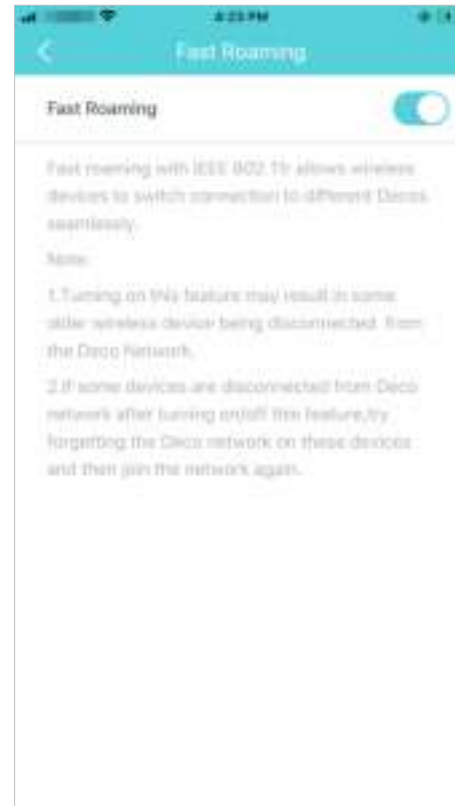 4:23 PM
Fast Roaming
Fast Roaming
Fast roaming with IEEE 802.11r allows wireless
devices to switch connection to different Decos
seamlessly.
Note:
1.Turning on this feature may result in some
older wireless device being disconnected from
the Deco Network.
2.If some devices are disconnected from Deco
network after turning on/off this feature,try
forgetting the Deco network on these devices
and then join the network again.